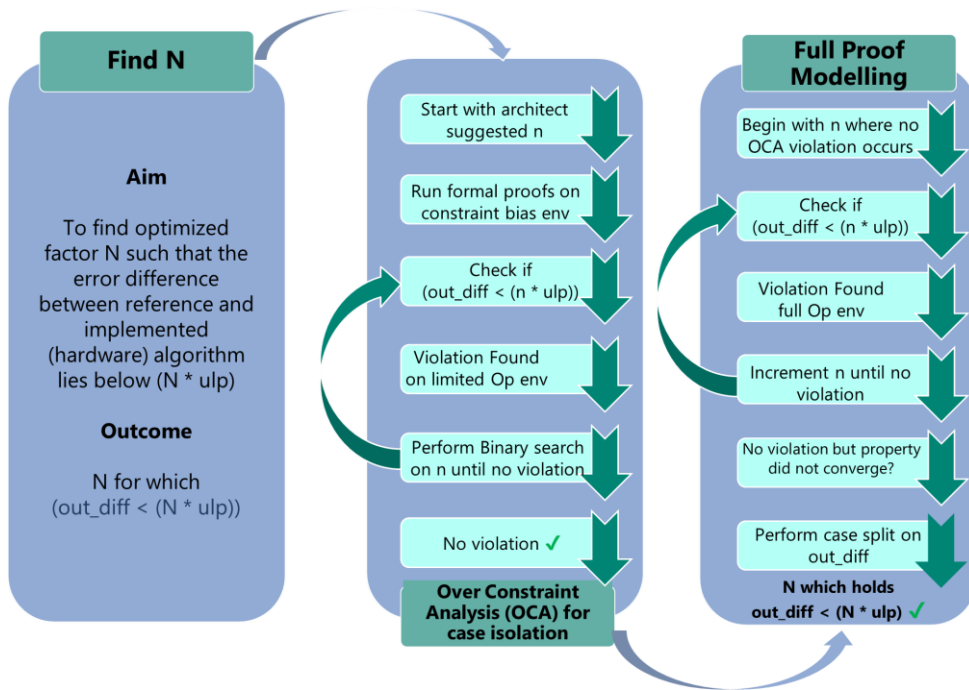 Find N
Aim
To find optimized
factor N such that the
error difference
between reference and
implemented
(hardware) algorithm
lies below (N * ulp)
Outcome
N for which
(out_diff < (N * ulp))
Start with architect
suggested n
Run formal proofs on
constraint bias env
Check if
(out_diff < (n * ulp))
Violation Found
on limited Op env
Perform Binary search
on n until no violation
No violation ✓
Over Constraint
Analysis (OCA) for
case isolation
Full Proof
Modelling
Begin with n where no
OCA violation occurs
Check if
(out_diff < (n * ulp))
Violation Found
full Op env
Increment n until no
violation
No violation but property
did not converge?
Perform case split on
out_diff
N which holds
out_diff < (N * ulp) ✓